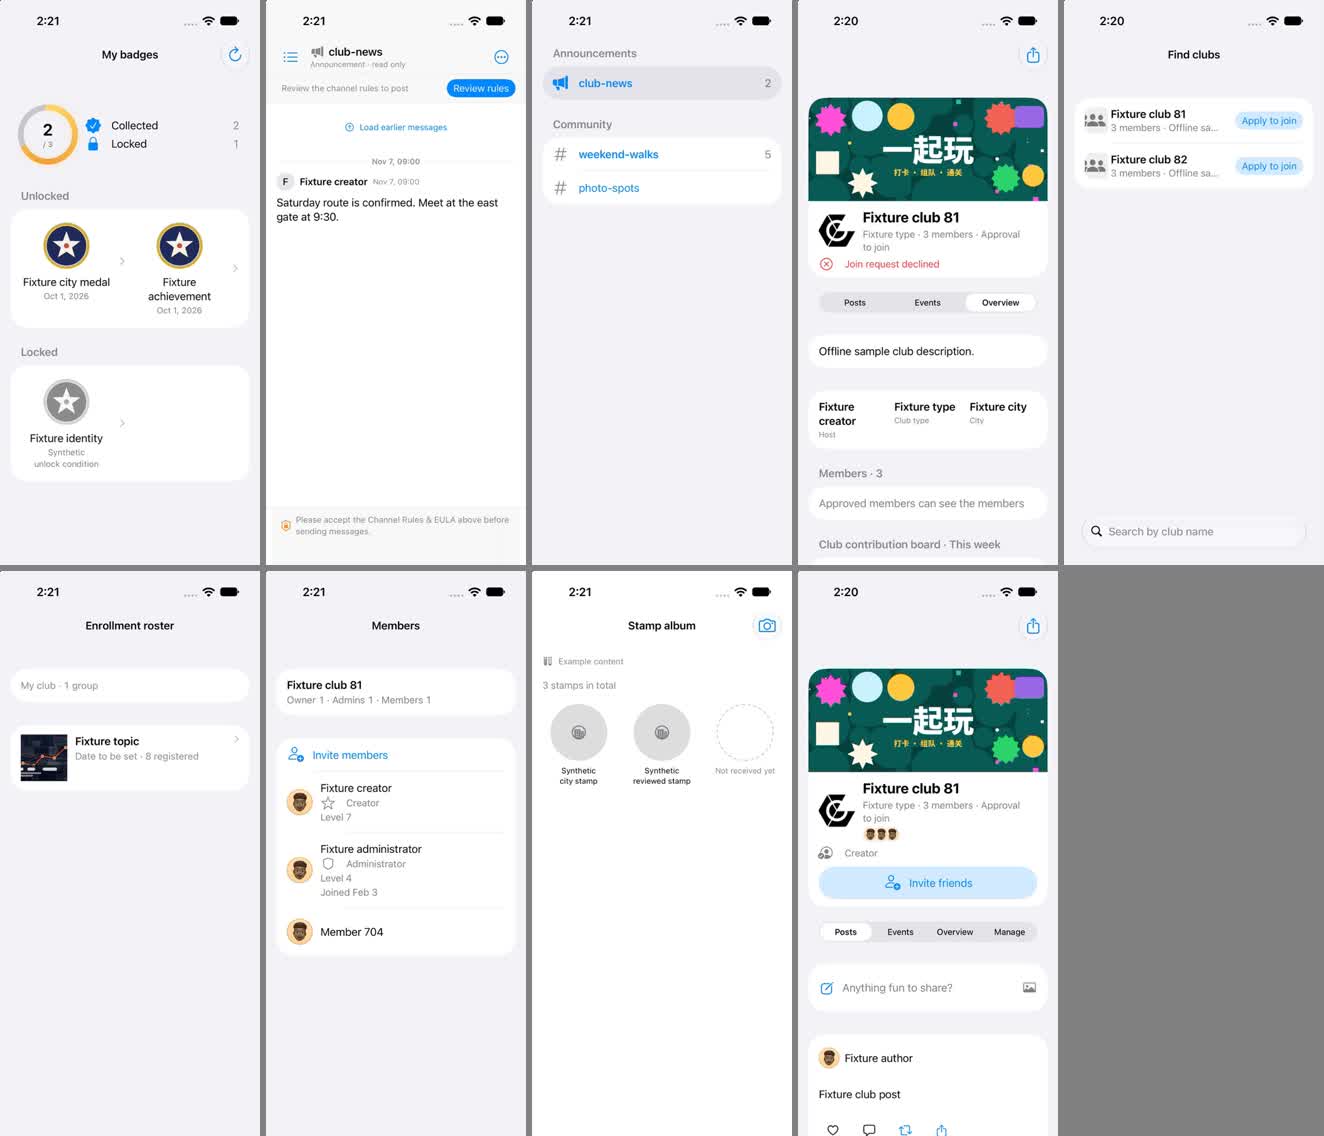 2:21
My badges
2
/ 3
Collected
2
Locked
1
Unlocked
Fixture city medal
Oct 1, 2026
Fixture
achievement
Oct 1, 2026
Locked
Fixture identity
Synthetic
unlock condition
2:21
club-news
Announcement · read only
Review the channel rules to post
Review rules
Load earlier messages
Nov 7, 09:00
F
Fixture creator Nov 7, 09:00
Saturday route is confirmed. Meet at the east
gate at 9:30.
Please accept the Channel Rules & EULA above before
sending messages.
2:21
Announcements
club-news
2
Community
# weekend-walks
5
# photo-spots
2:20
一起玩
打卡 · 组队 · 通关
Fixture club 81
Fixture type · 3 members · Approval
to join
Join request declined
Posts
Events
Overview
Offline sample club description.
Fixture
creator
Host
Fixture type
Club type
Fixture city
City
Members · 3
Approved members can see the members
Club contribution board · This week
2:20
Find clubs
Fixture club 81
3 members · Offline sa...
Apply to join
Fixture club 82
3 members · Offline sa...
Apply to join
Search by club name
2:21
Enrollment roster
My club · 1 group
Fixture topic
Date to be set · 8 registered
2:21
Members
Fixture club 81
Owner 1 · Admins 1 · Members 1
Invite members
Fixture creator
Creator
Level 7
Fixture administrator
Administrator
Level 4
Joined Feb 3
Member 704
2:21
Stamp album
Example content
3 stamps in total
Synthetic
city stamp
Synthetic
reviewed stamp
Not received yet
2:20
一起玩
打卡 · 组队 · 通关
Fixture club 81
Fixture type · 3 members · Approval
to join
Creator
Invite friends
Posts
Events
Overview
Manage
Anything fun to share?
Fixture author
Fixture club post